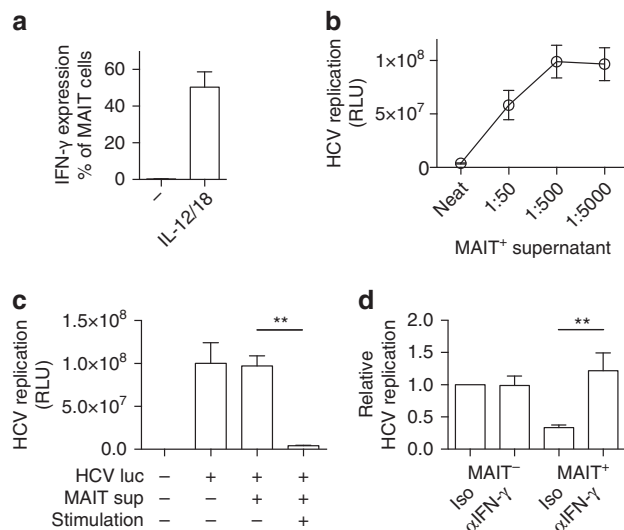 a
IFN-γ expression
% of MAIT cells
60
40
20
0
–
IL-12/18
b
HCV replication
(RLU)
1×10⁸
5×10⁷
0
Neat
1:50
1:500
1:5000
MAIT⁺ supernatant
c
HCV replication
(RLU)
1.5×10⁸
1.0×10⁸
5.0×10⁷
0.0
**
HCV luc – + + +
MAIT sup – – + +
Stimulation – – – +
d
Relative
HCV replication
2.0
1.5
1.0
0.5
0.0
**
MAIT⁻ MAIT⁺
Iso αIFN-γ Iso αIFN-γ